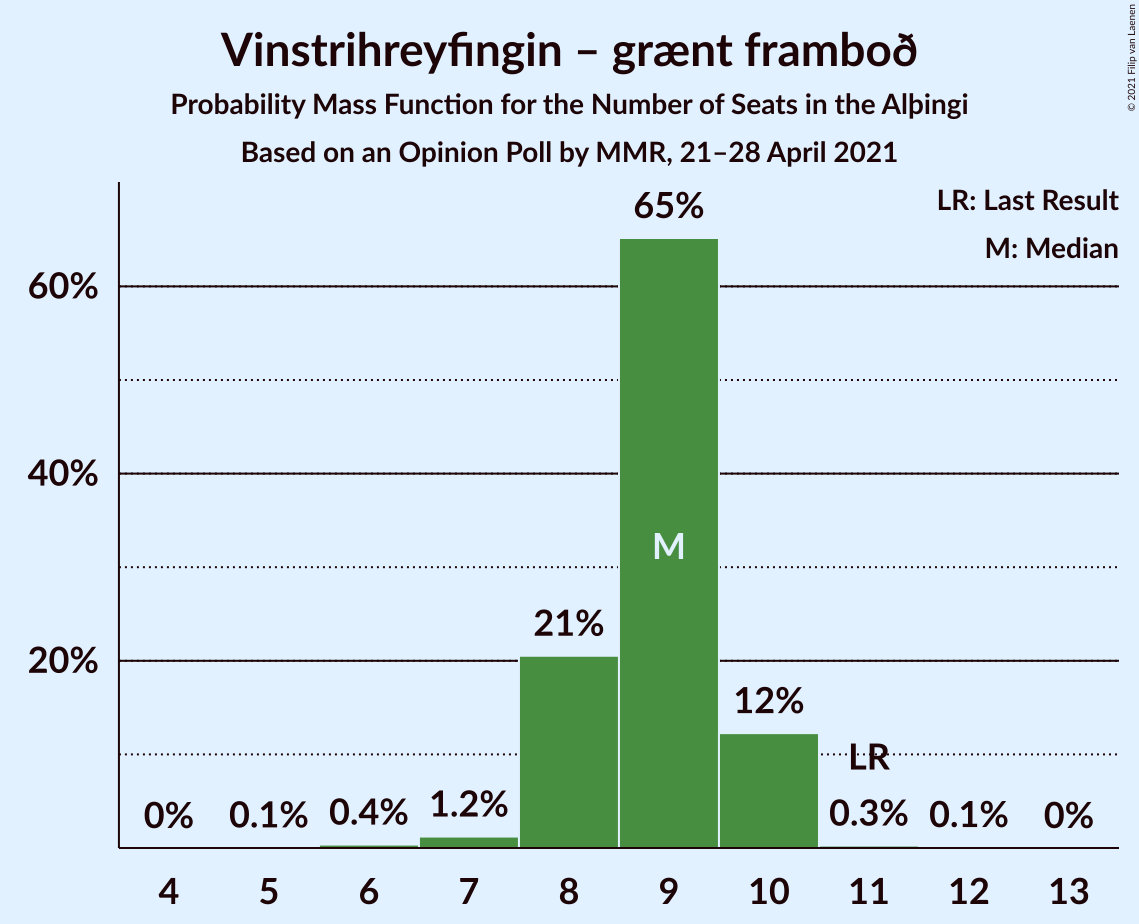 Vinstrihreyfingin – grænt framboð
Probability Mass Function for the Number of Seats in the Alþingi
Based on an Opinion Poll by MMR, 21–28 April 2021
© 2021 Filip van Laenen
LR: Last Result
M: Median
60%
40%
20%
0%
0.1%
0.4%
1.2%
21%
65%
M
12%
LR
0.3%
0.1%
0%
4 5 6 7 8 9 10 11 12 13